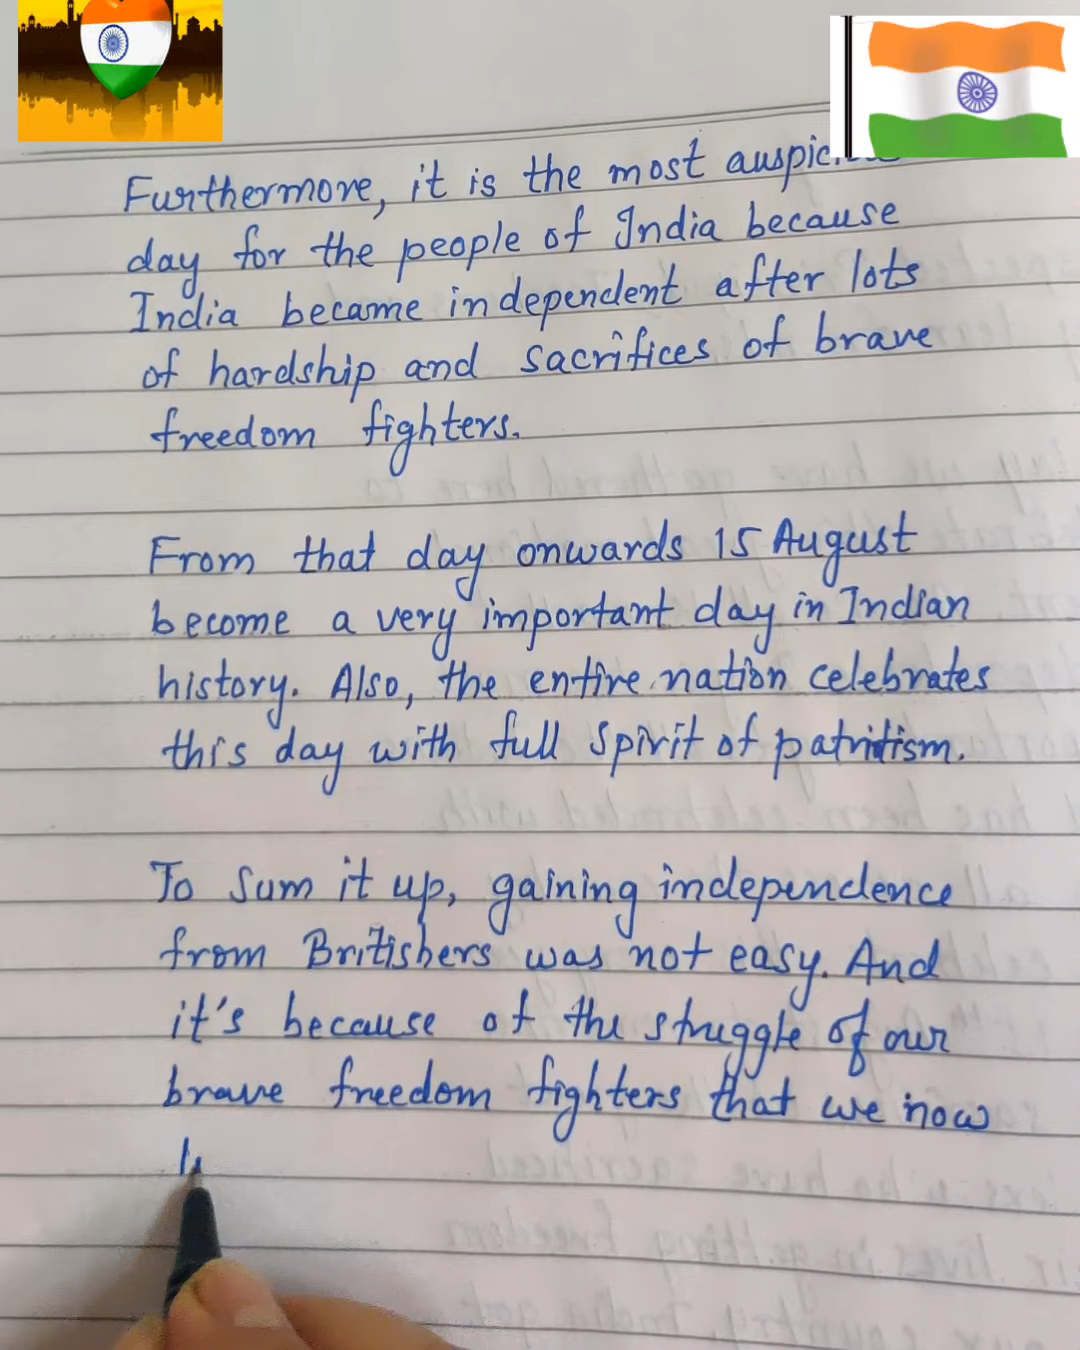 Furthermore, it is the most
day for the people of India because
India became independent after lots
of hardship and sacrifices of brave
freedom fighters.
From that day onwards 15 August
become a very important day in Indian
history. Also, the entire nation celebrates
this day with full spirit of patritism.
To sum it up, gaining independence
from Britishers was not easy. And
it's because of the struggle of our
brave freedom fighters that we now